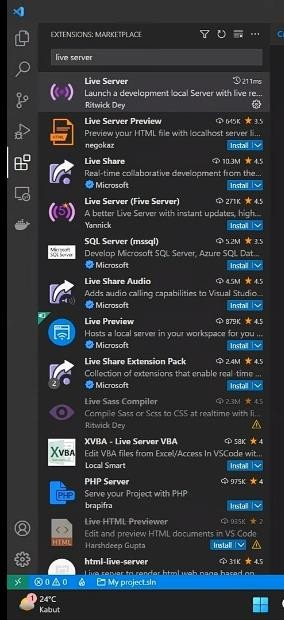 EXTENSIONS: MARKETPLACE
live server
Live Server 211ms
Launch a development local Server with live re...
Ritwick Dey
Live Server Preview 645K 3.5
Preview your HTML file with localhost server li...
negokaz Install
Live Share 10.3M 4.5
Real-time collaborative development from the...
Microsoft Install
Live Server (Five Server) 271K 4.5
A better Live Server with instant updates, high...
Yannick Install
Microsoft
SQL Server
SQL Server (mssql) 5.2M 3.5
Develop Microsoft SQL Server, Azure SQL Dat...
Microsoft Install
Live Share Audio 4.5M 4.5
Adds audio calling capabilities to Visual Studio...
Microsoft Install
Live Preview 879K 4.5
Hosts a local server in your workspace for you ...
Microsoft Install
Live Share Extension Pack 2.4M 4.5
Collection of extensions that enable real-time ...
2
Microsoft Install
Live Sass Compiler 2.3M 4.5
Compile Sass or Scss to CSS at realtime with li...
Ritwick Dey
XVBA
XVBA - Live Server VBA 58K 4
Edit VBA files from Excel/Access In VSCode wit...
Local Smart Install
PHP
PHP Server 975K 4
Serve your Project with PHP
brapifra Install
HTML
Live HTML Previewer 935K 2
Edit and preview HTML documents in VS Code
Harshdeep Gupta Install
html-live-server 31K 4.5
Live-server to render html web page based on
0 0 My project.sln
1
24°C
Kabut